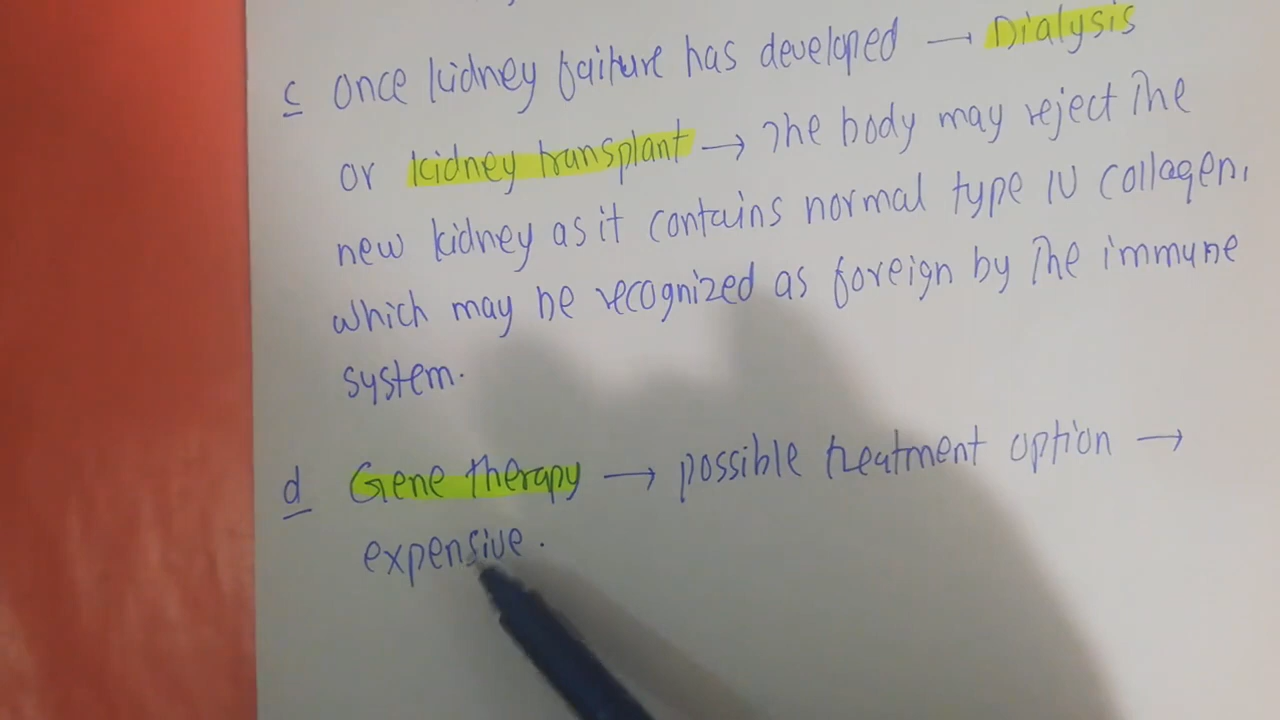 c once kidney failure has developed → Dialysis
or kidney transplant → The body may reject The
new kidney as it contains normal type IV collagen,
which may be recognized as foreign by The immune
system.
d Gene therapy → possible treatment option →
expensive.